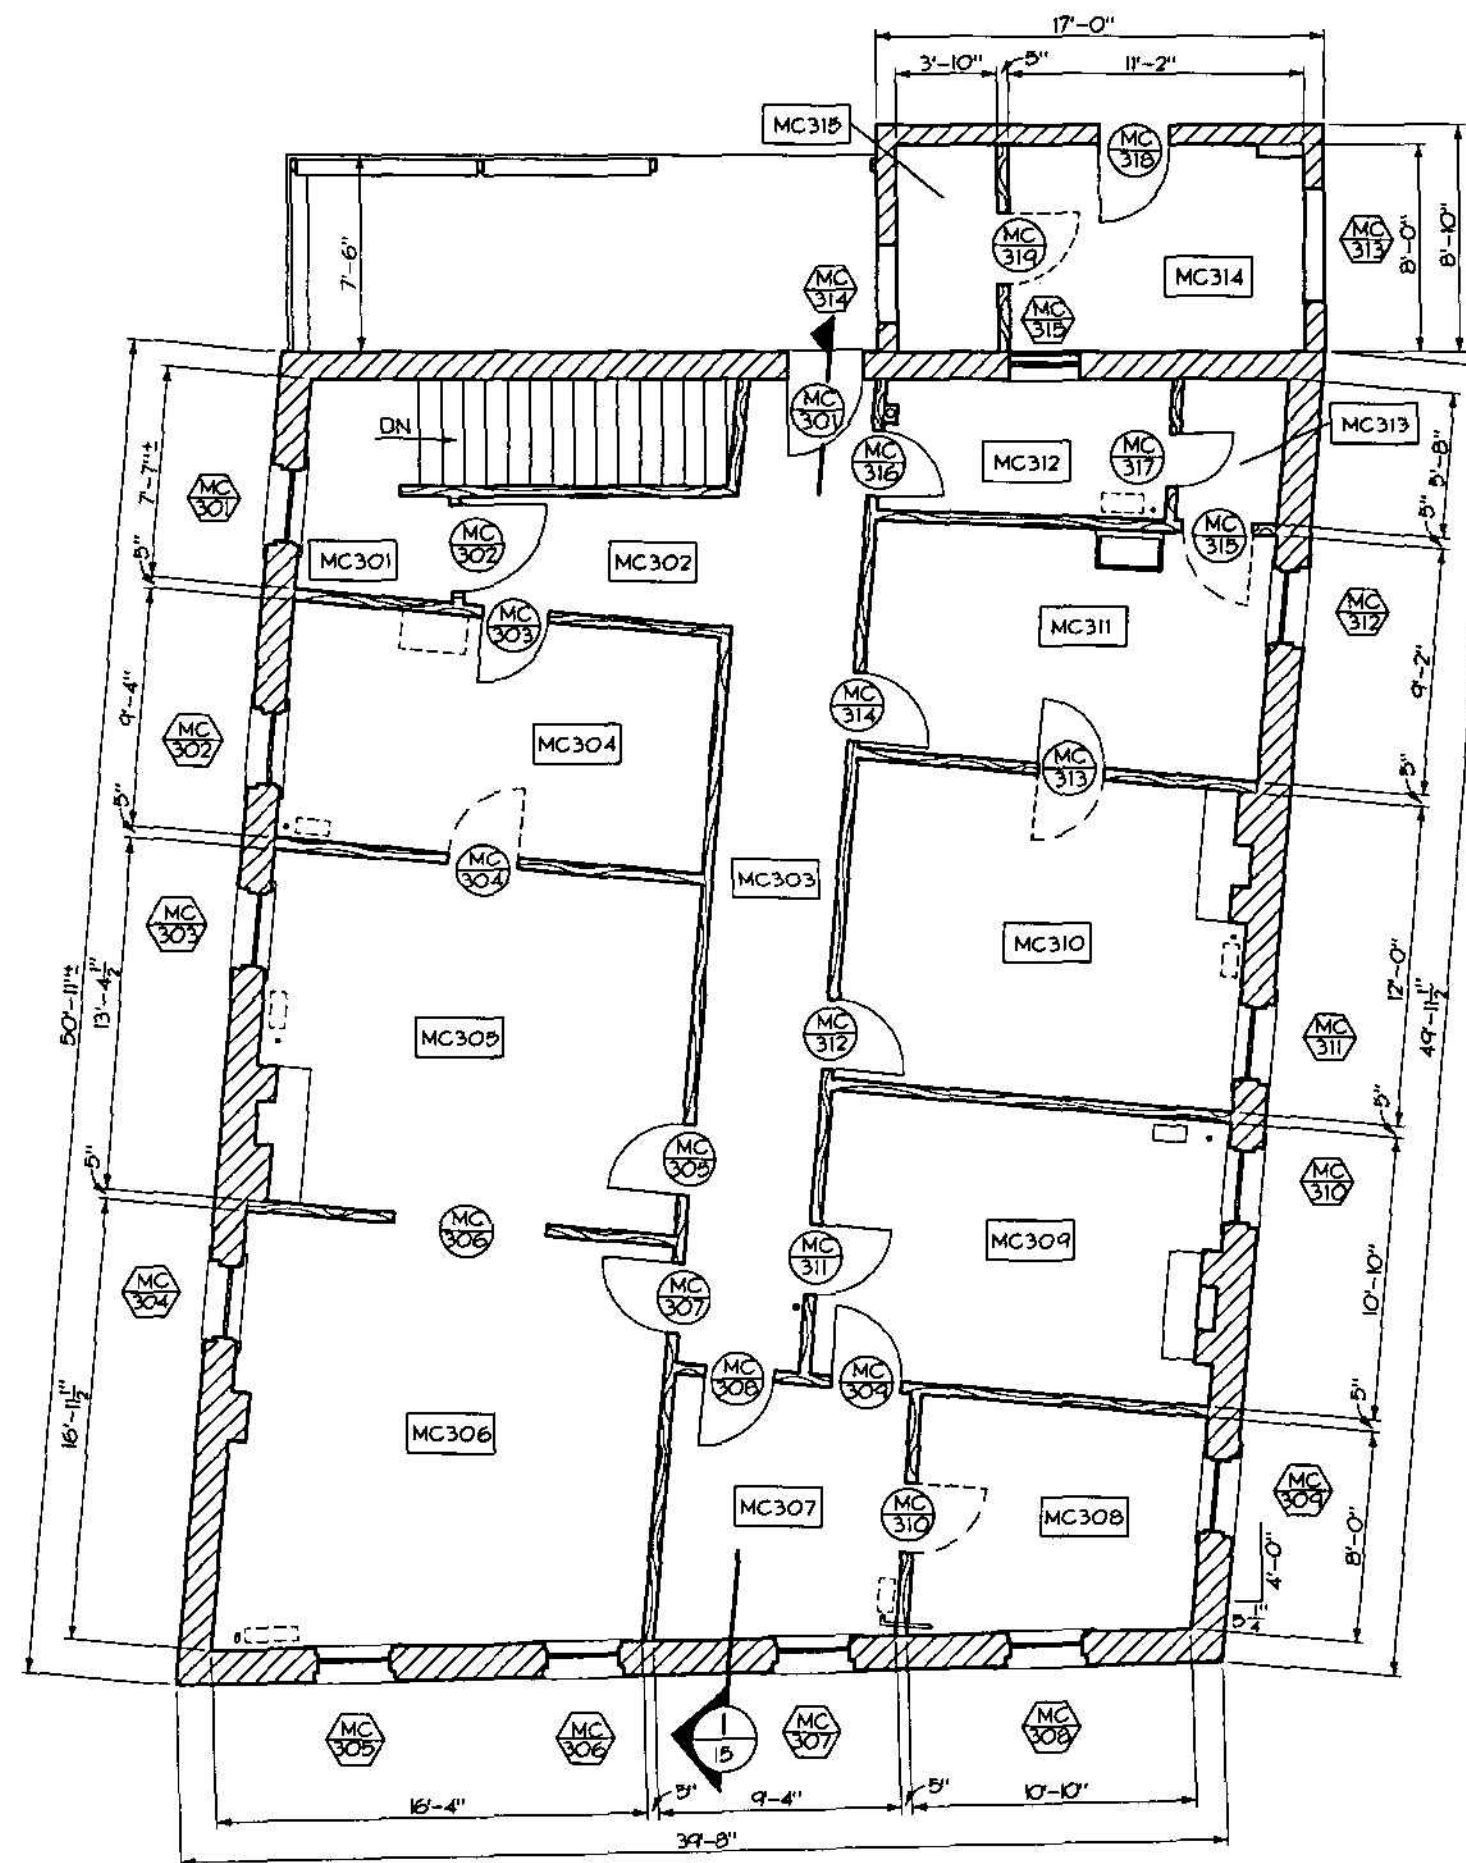 17'-0"
3'-10"
5"
11'-2"
MC315
MC
318
MC
319
MC
313
8'-0"
8'-10"
MC314
7'-6"
MC
314
MC
315
MC
301
DN
MC
316
MC312
MC
317
MC313
5'-8"
7'-7"±
MC
301
MC
302
MC301
MC302
MC
315
5"
5"
MC
303
MC311
MC
312
9'-4"
MC
302
MC304
MC
314
MC
313
9'-2"
5"
5"
MC
304
MC303
MC
303
MC310
50'-11"±
13'-4 1/2"
MC305
MC
312
MC
311
12'-0"
49'-11 1/2"
5"
5"
MC
305
MC
310
MC
306
MC
311
MC309
MC
304
MC
307
10'-10"
MC
308
MC
309
5"
16'-11 1/2"
MC306
MC307
MC
310
MC308
MC
309
8'-0"
4'-0"
5 1/4"
MC
305
MC
306
1
15
MC
307
MC
308
16'-4"
5"
9'-4"
5"
10'-10"
39'-8"